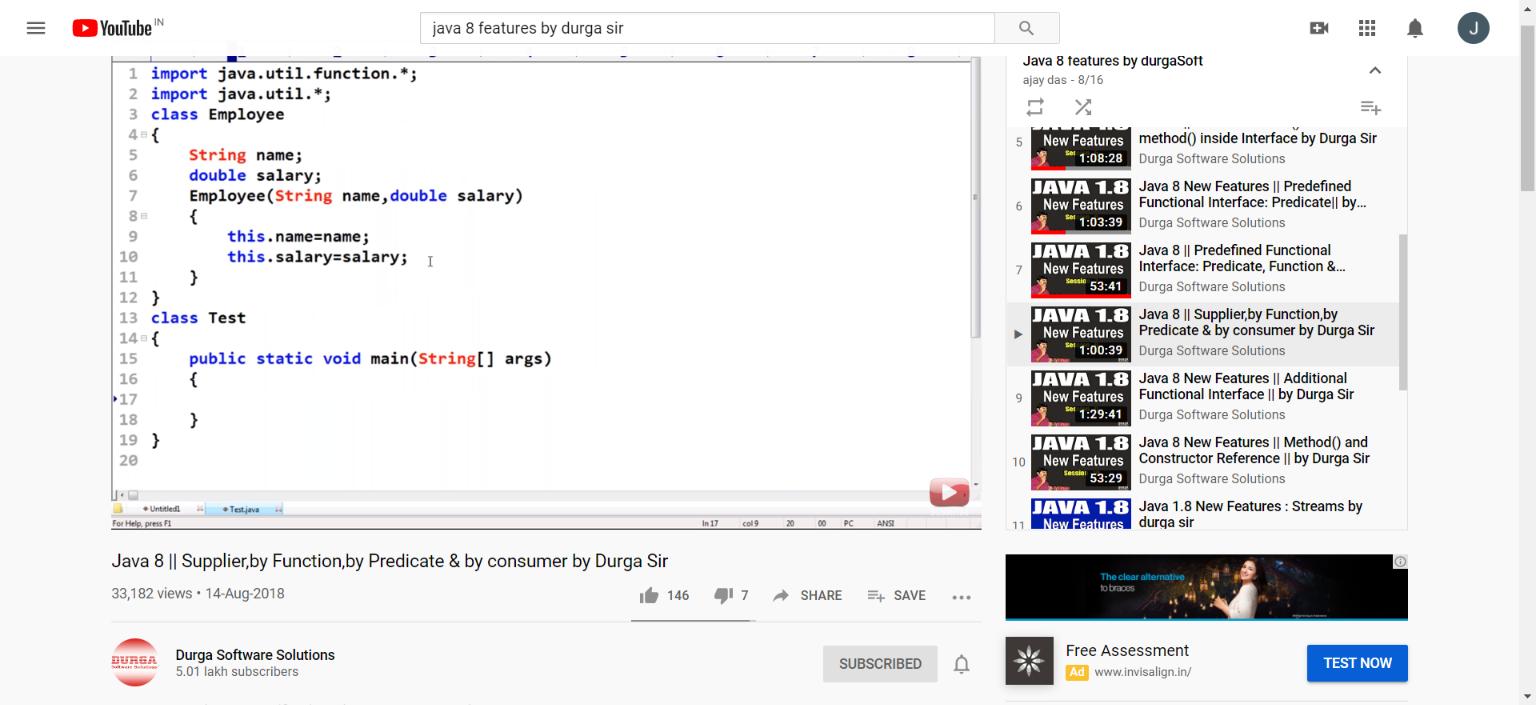 YouTube IN
java 8 features by durga sir
J
1 import java.util.function.*;
2 import java.util.*;
3 class Employee
4 {
5 String name;
6 double salary;
7 Employee(String name,double salary)
8 {
9 this.name=name;
10 this.salary=salary;
11 }
12 }
13 class Test
14 {
15 public static void main(String[] args)
16 {
17
18 }
19 }
20
Untitled1 Test.java
For Help, press F1 ln 17 col 9 20 00 PC ANSI
Java 8 || Supplier,by Function,by Predicate & by consumer by Durga Sir
33,182 views • 14-Aug-2018
146 7 SHARE SAVE
DURGA
Software Solutions
Durga Software Solutions
5.01 lakh subscribers
SUBSCRIBED
Java 8 features by durgaSoft
ajay das - 8/16
5
New Features
1:08:28
method() inside Interface by Durga Sir
Durga Software Solutions
6
JAVA 1.8
New Features
1:03:39
Java 8 New Features || Predefined
Functional Interface: Predicate|| by...
Durga Software Solutions
7
JAVA 1.8
New Features
53:41
Java 8 || Predefined Functional
Interface: Predicate, Function &...
Durga Software Solutions
JAVA 1.8
New Features
1:00:39
Java 8 || Supplier,by Function,by
Predicate & by consumer by Durga Sir
Durga Software Solutions
9
JAVA 1.8
New Features
1:29:41
Java 8 New Features || Additional
Functional Interface || by Durga Sir
Durga Software Solutions
10
JAVA 1.8
New Features
53:29
Java 8 New Features || Method() and
Constructor Reference || by Durga Sir
Durga Software Solutions
11
JAVA 1.8
New Features
Java 1.8 New Features : Streams by
durga sir
The clear alternative
to braces
Free Assessment
Ad www.invisalign.in/
TEST NOW